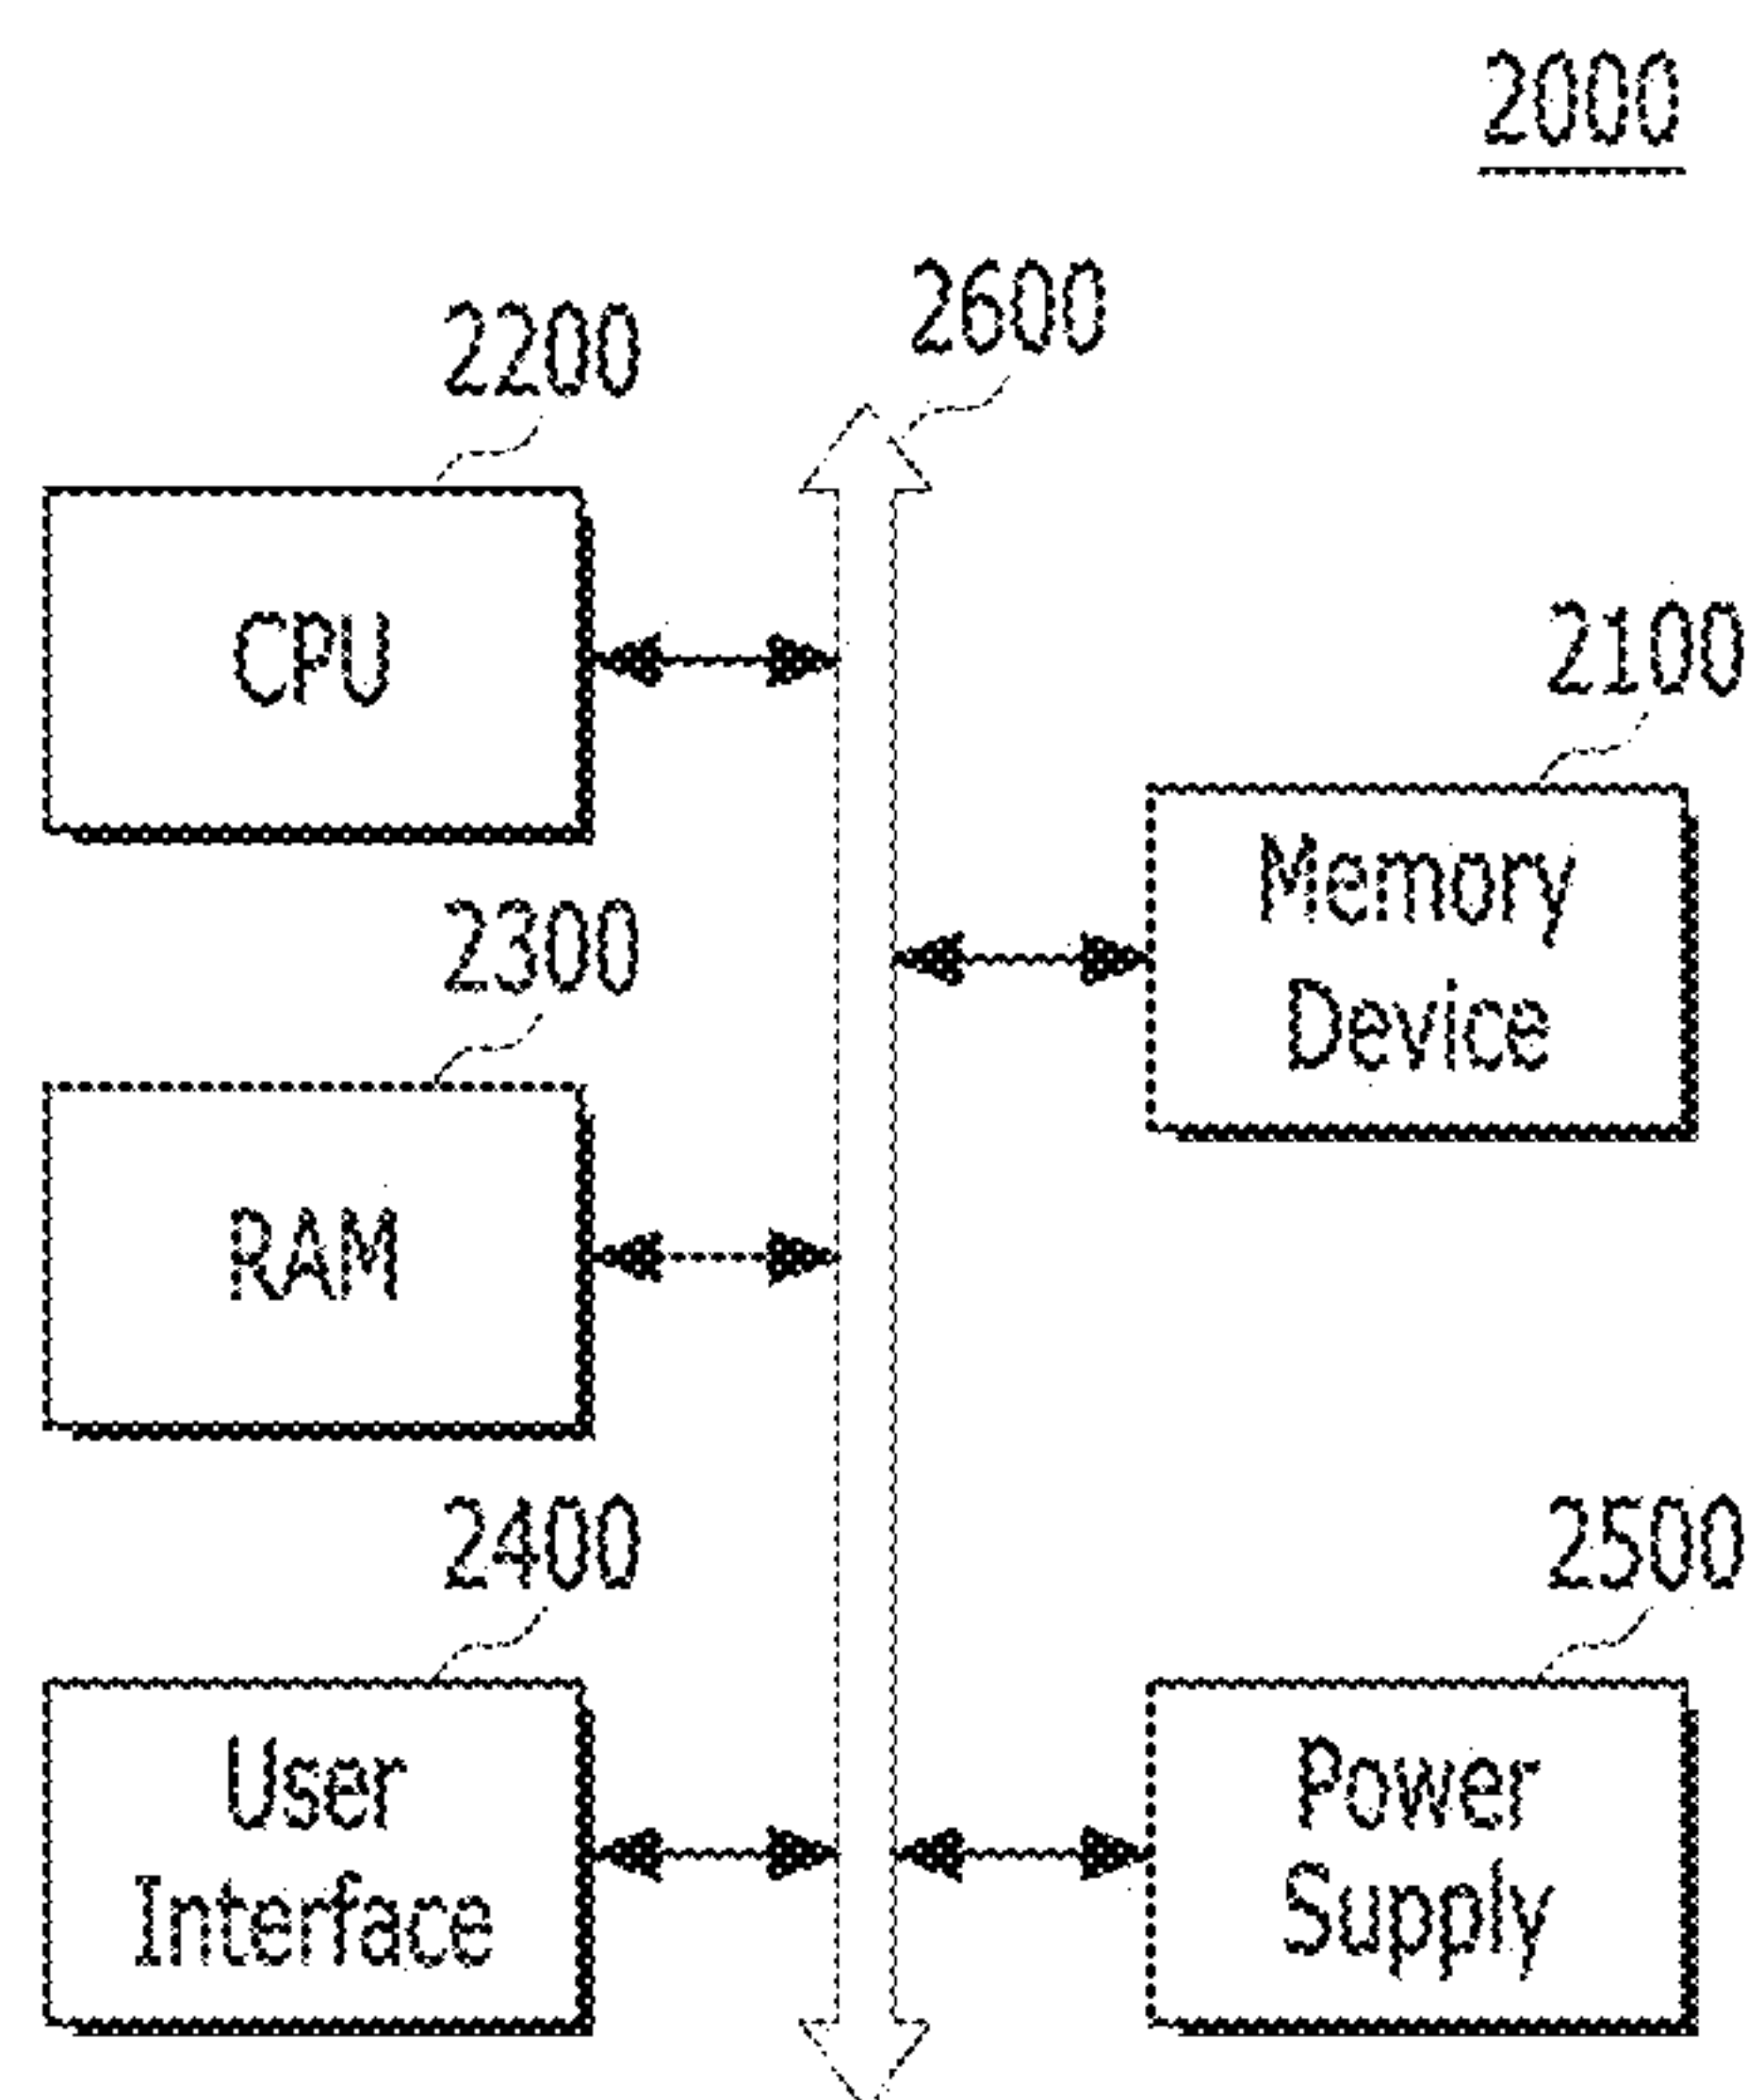 2000
2600
2200
CPU
2100
Memory
Device
2300
RAM
2400
User
Interface
2500
Power
Supply